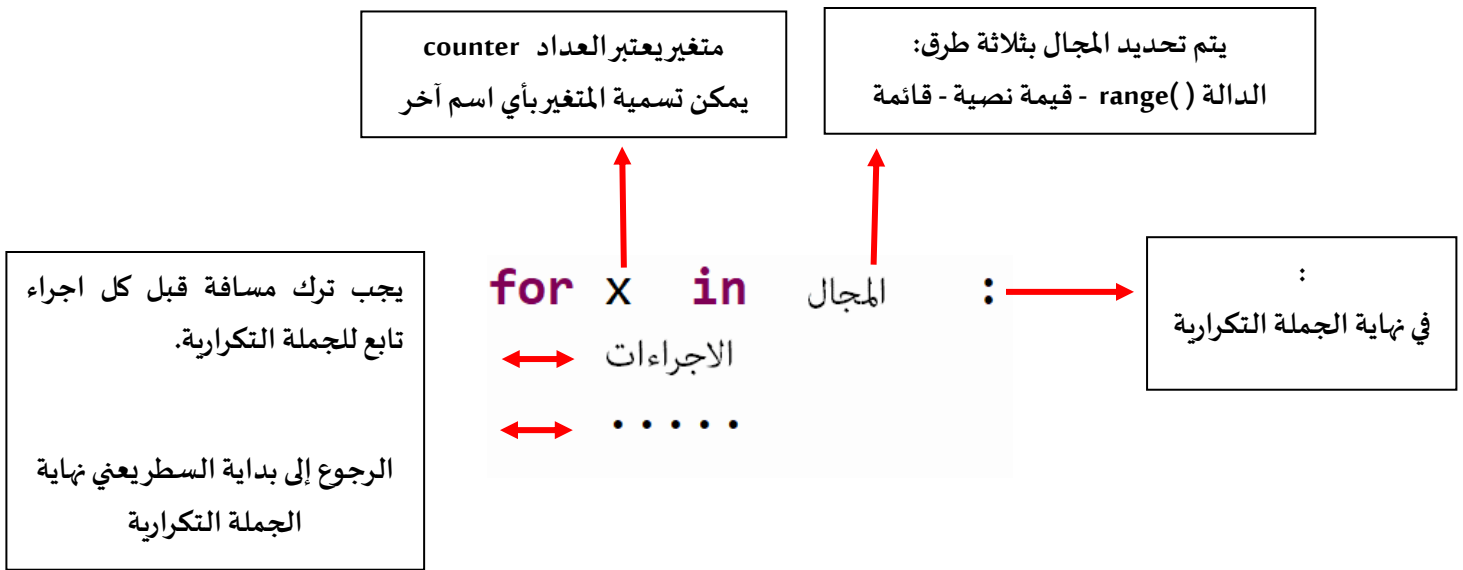 متغير يعتبر العداد counter
يمكن تسمية المتغير بأي اسم آخر
يتم تحديد المجال بثلاثة طرق:
الدالة range( ) - قيمة نصية - قائمة
for x in المجال :
الاجراءات
.....
:
في نهاية الجملة التكرارية
يجب ترك مسافة قبل كل اجراء
تابع للجملة التكرارية.
الرجوع إلى بداية السطر يعني نهاية
الجملة التكرارية